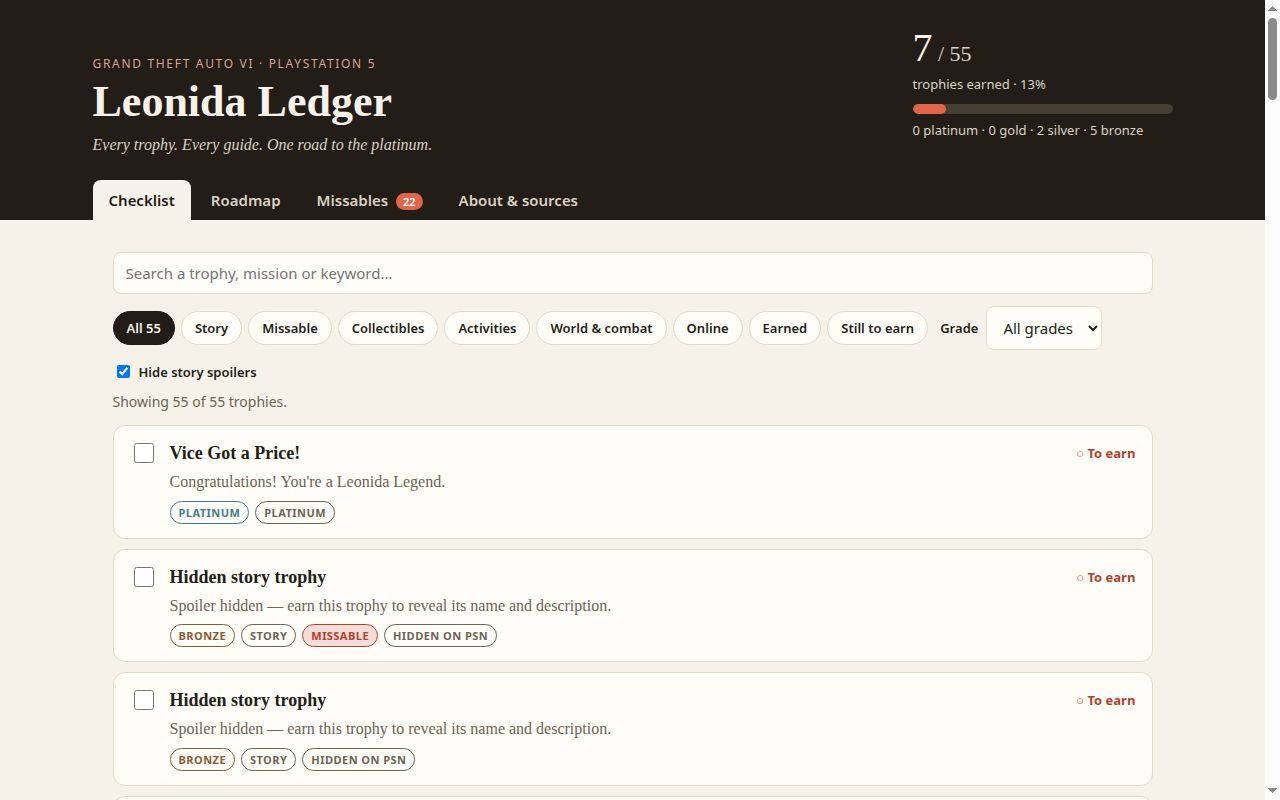 GRAND THEFT AUTO VI · PLAYSTATION 5
Leonida Ledger
Every trophy. Every guide. One road to the platinum.
7 / 55
trophies earned · 13%
0 platinum · 0 gold · 2 silver · 5 bronze
Checklist Roadmap Missables 22 About & sources
Search a trophy, mission or keyword...
All 55 Story Missable Collectibles Activities World & combat Online Earned Still to earn Grade All grades
Hide story spoilers
Showing 55 of 55 trophies.
Vice Got a Price! ○ To earn
Congratulations! You're a Leonida Legend.
PLATINUM PLATINUM
Hidden story trophy ○ To earn
Spoiler hidden — earn this trophy to reveal its name and description.
BRONZE STORY MISSABLE HIDDEN ON PSN
Hidden story trophy ○ To earn
Spoiler hidden — earn this trophy to reveal its name and description.
BRONZE STORY HIDDEN ON PSN